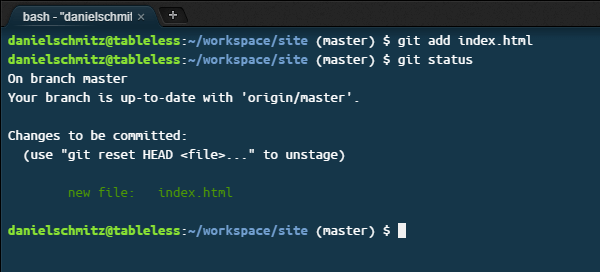 bash - "danielschmit × +
danielschmitz@tableless:~/workspace/site (master) $ git add index.html
danielschmitz@tableless:~/workspace/site (master) $ git status
On branch master
Your branch is up-to-date with 'origin/master'.
Changes to be committed:
(use "git reset HEAD <file>..." to unstage)
new file: index.html
danielschmitz@tableless:~/workspace/site (master) $